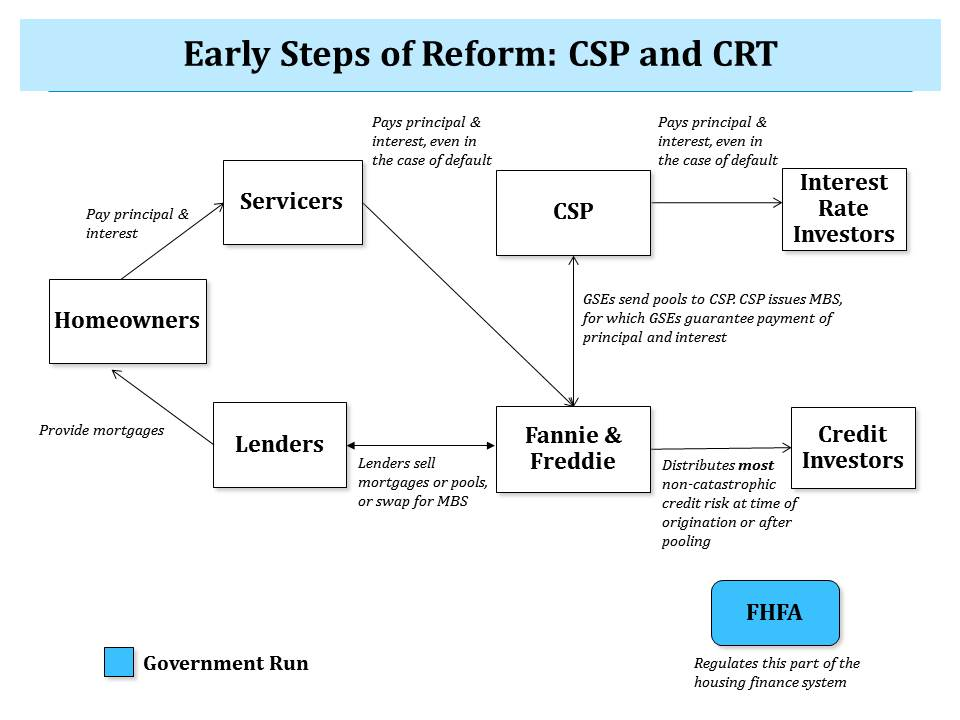 Early Steps of Reform: CSP and CRT
Pays principal &
interest, even in
the case of default
Pays principal &
interest, even in
the case of default
Servicers
CSP
Interest
Rate
Investors
Pay principal &
interest
Homeowners
GSEs send pools to CSP. CSP issues MBS,
for which GSEs guarantee payment of
principal and interest
Provide mortgages
Lenders
Lenders sell
mortgages or pools,
or swap for MBS
Fannie &
Freddie
Credit
Investors
Distributes most
non-catastrophic
credit risk at time of
origination or after
pooling
FHFA
Regulates this part of the
housing finance system
Government Run